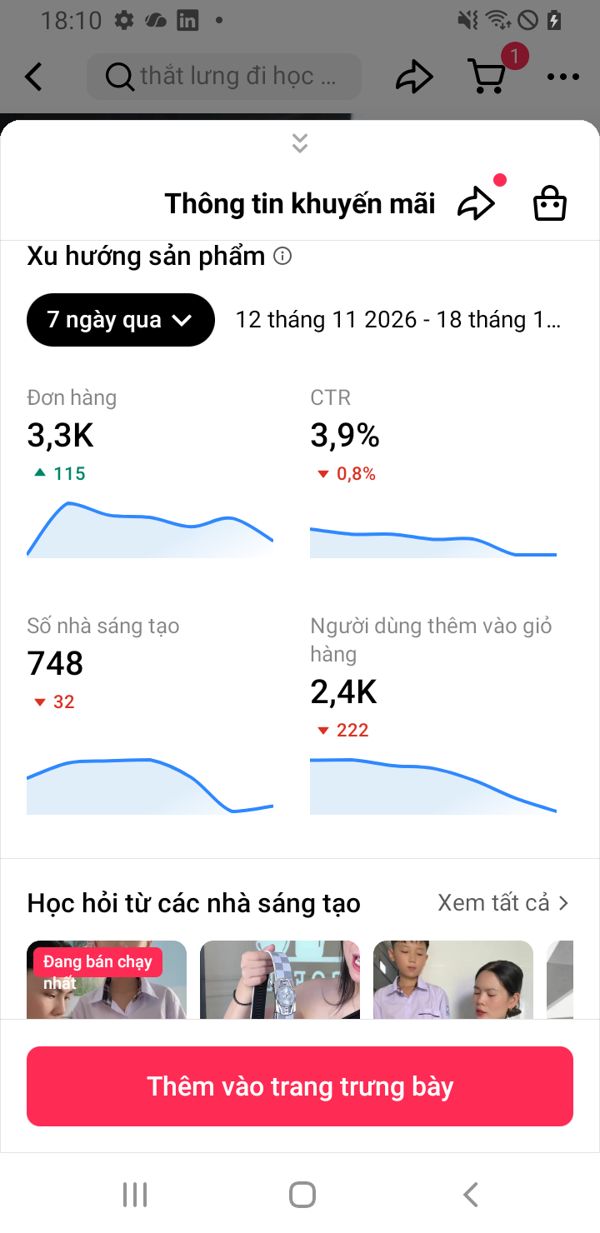 18:10
thắt lưng đi học ...
1
Thông tin khuyến mãi
Xu hướng sản phẩm
7 ngày qua
12 tháng 11 2026 - 18 tháng 1...
Đơn hàng
3,3K
115
CTR
3,9%
0,8%
Số nhà sáng tạo
748
32
Người dùng thêm vào giỏ
hàng
2,4K
222
Học hỏi từ các nhà sáng tạo
Xem tất cả
Đang bán chạy
nhất
Thêm vào trang trưng bày